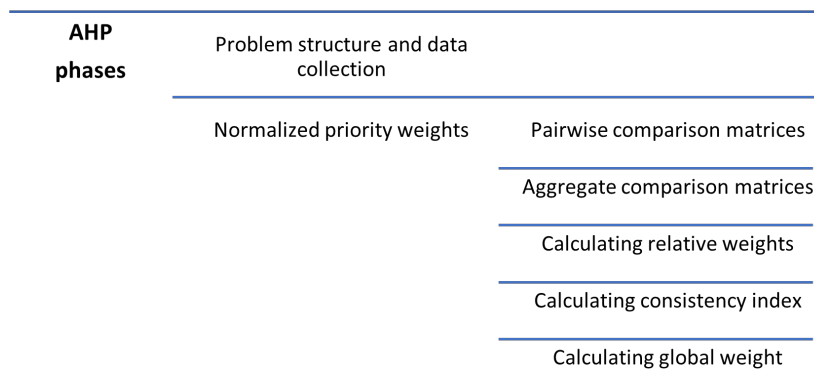 AHP
phases
Problem structure and data
collection
Normalized priority weights
Pairwise comparison matrices
Aggregate comparison matrices
Calculating relative weights
Calculating consistency index
Calculating global weight